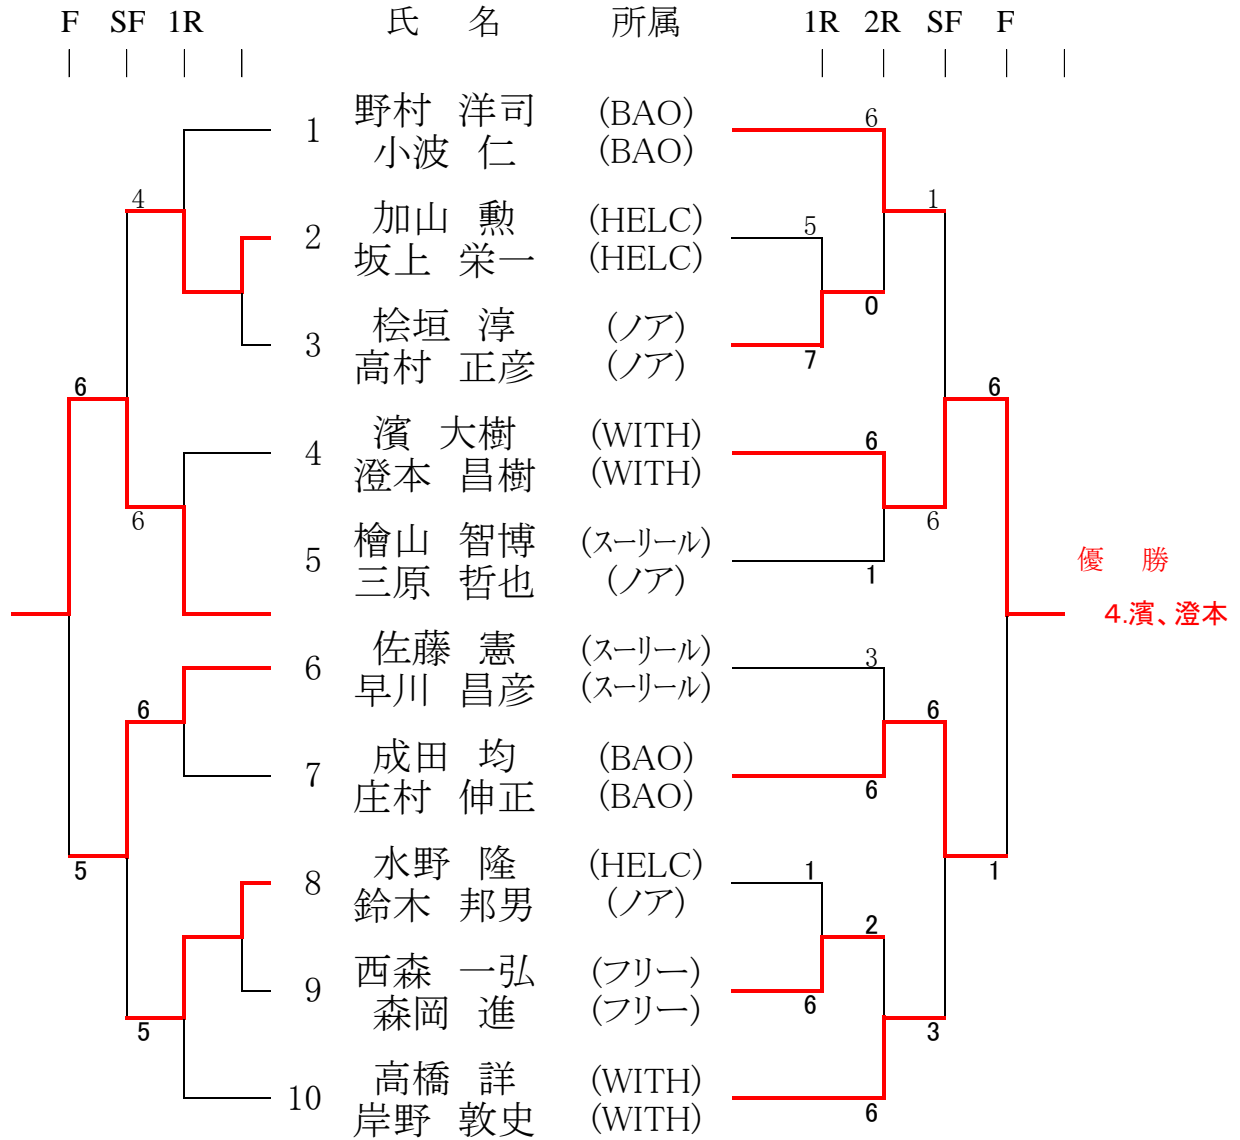 F SF 1R 氏 名 所属 1R 2R SF F
1 野村 洋司 (BAO) 6
小波 仁 (BAO)
4 1
2 加山 勲 (HELC) 5
坂上 栄一 (HELC)
0
3 桧垣 淳 (ノア)
高村 正彦 (ノア) 7
6 6
4 濱 大樹 (WITH) 6
澄本 昌樹 (WITH)
6 6
5 檜山 智博 (スーリール)
三原 哲也 (ノア) 1
優 勝
4.濱、澄本
6 佐藤 憲 (スーリール) 3
早川 昌彦 (スーリール)
6 6
7 成田 均 (BAO)
庄村 伸正 (BAO) 6
5 1
8 水野 隆 (HELC) 1
鈴木 邦男 (ノア)
2
9 西森 一弘 (フリー)
森岡 進 (フリー) 6
5 3
10 高橋 詳 (WITH)
岸野 敦史 (WITH) 6